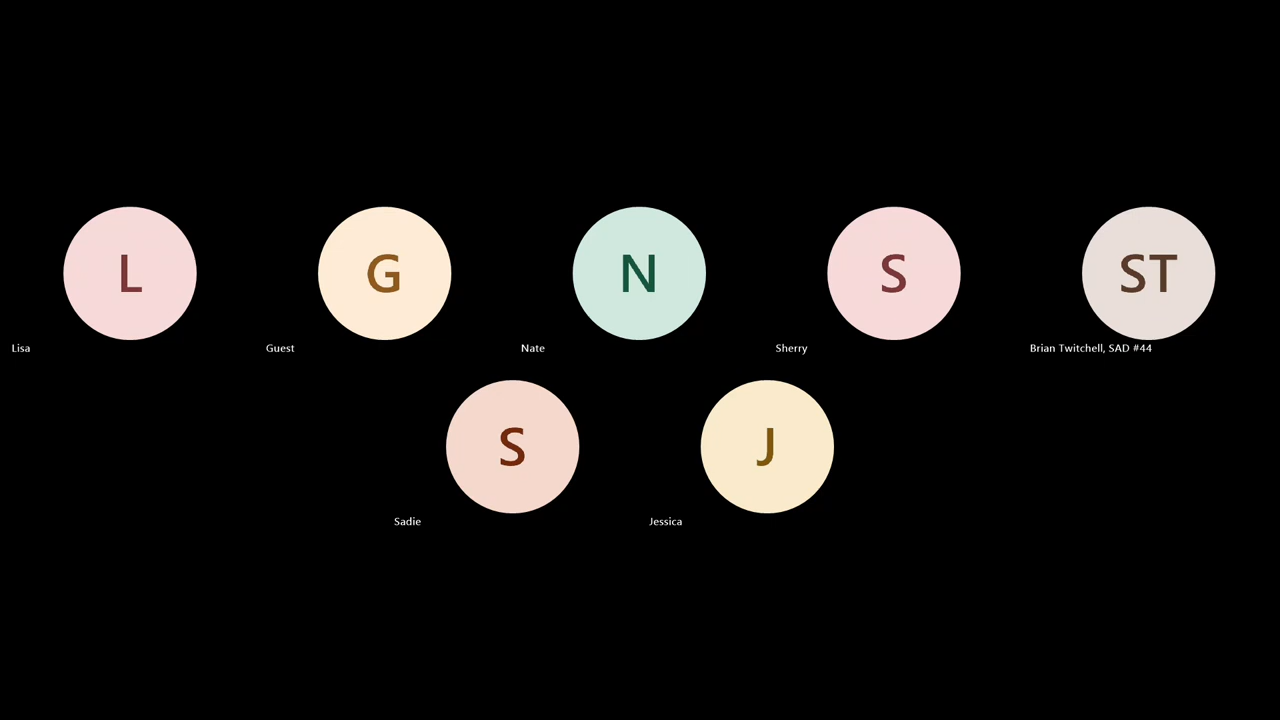 L
G
N
S
ST
Lisa
Guest
Nate
Sherry
Brian Twitchell, SAD #44
S
J
Sadie
Jessica